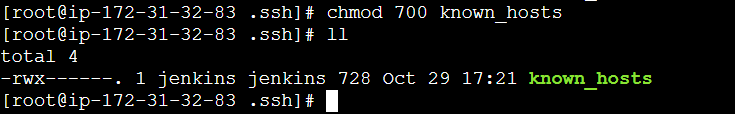 [root@ip-172-31-32-83 .ssh]# chmod 700 known_hosts
[root@ip-172-31-32-83 .ssh]# ll
total 4
-rwx------. 1 jenkins jenkins 728 Oct 29 17:21 known_hosts
[root@ip-172-31-32-83 .ssh]#